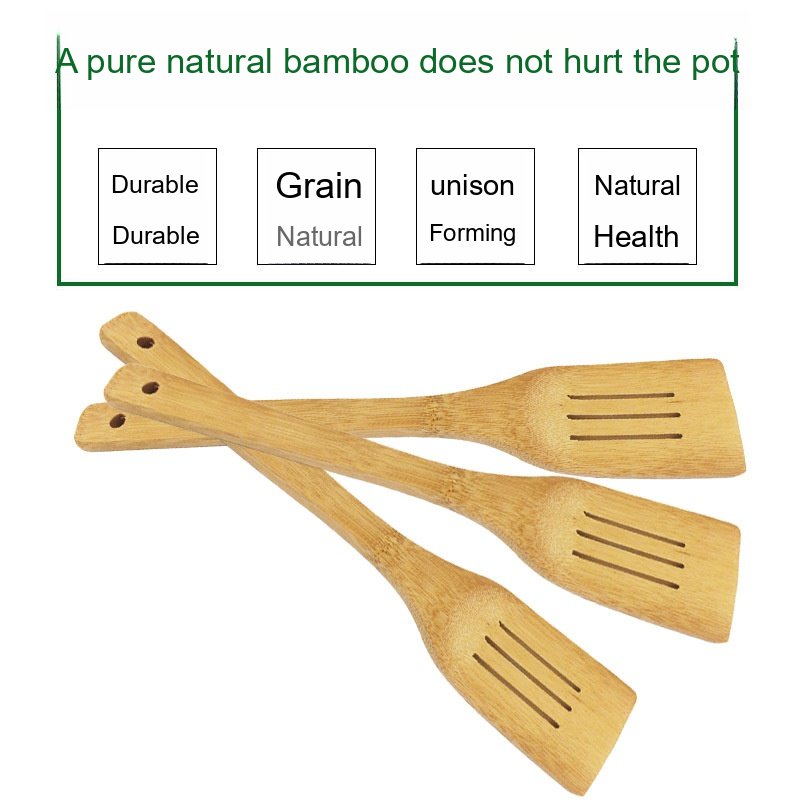 A pure natural bamboo does not hurt the pot
Durable
Durable
Grain
Natural
unison
Forming
Natural
Health